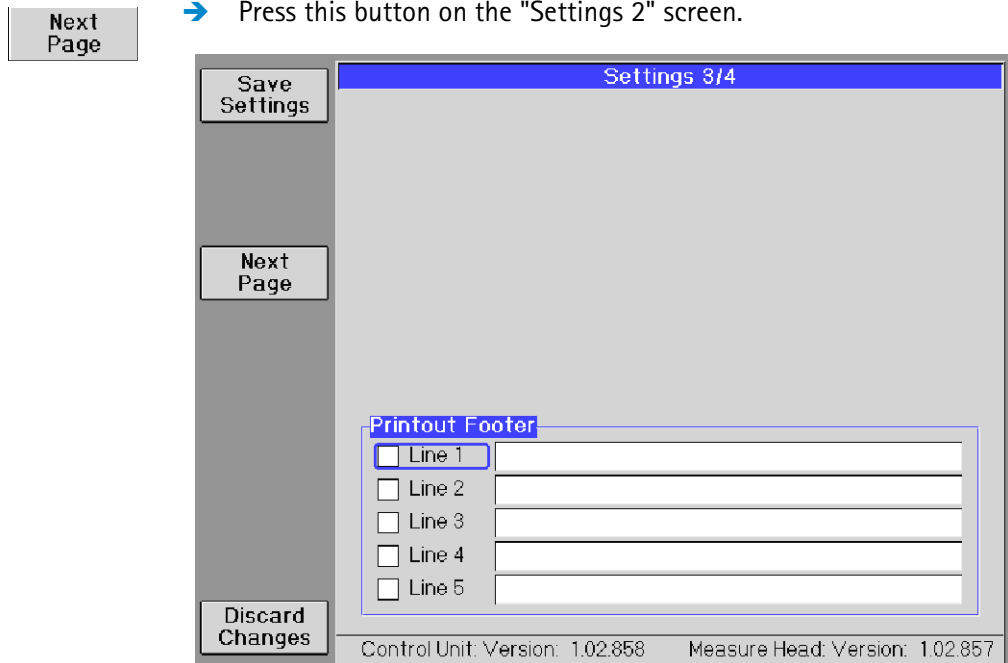 Next
Page
➔ Press this button on the "Settings 2" screen.
Save
Settings
Settings 3/4
Next
Page
Printout Footer
Line 1
Line 2
Line 3
Line 4
Line 5
Discard
Changes
Control Unit: Version: 1.02.858 Measure Head: Version: 1.02.857